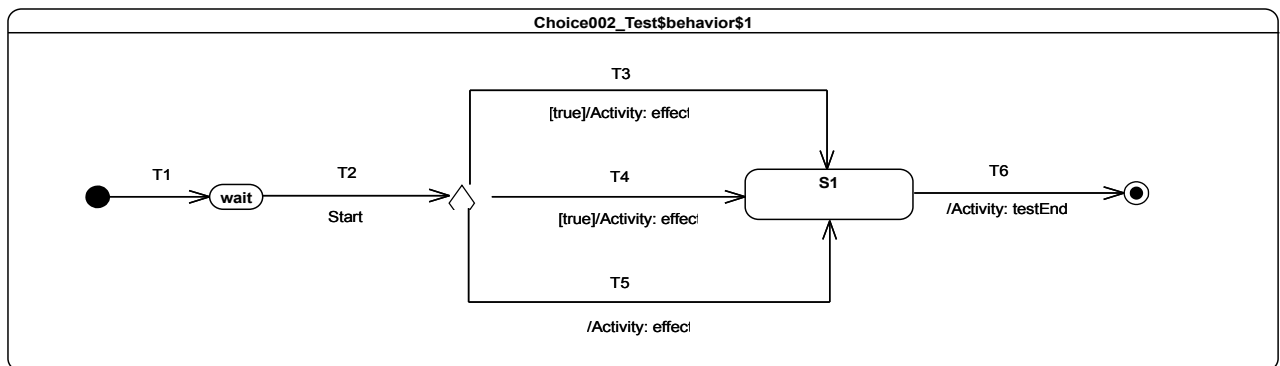 Choice002_Test$behavior$1
T3
[true]/Activity: effect
T1
T2
T4
T6
wait
S1
Start
[true]/Activity: effect
/Activity: testEnd
T5
/Activity: effect